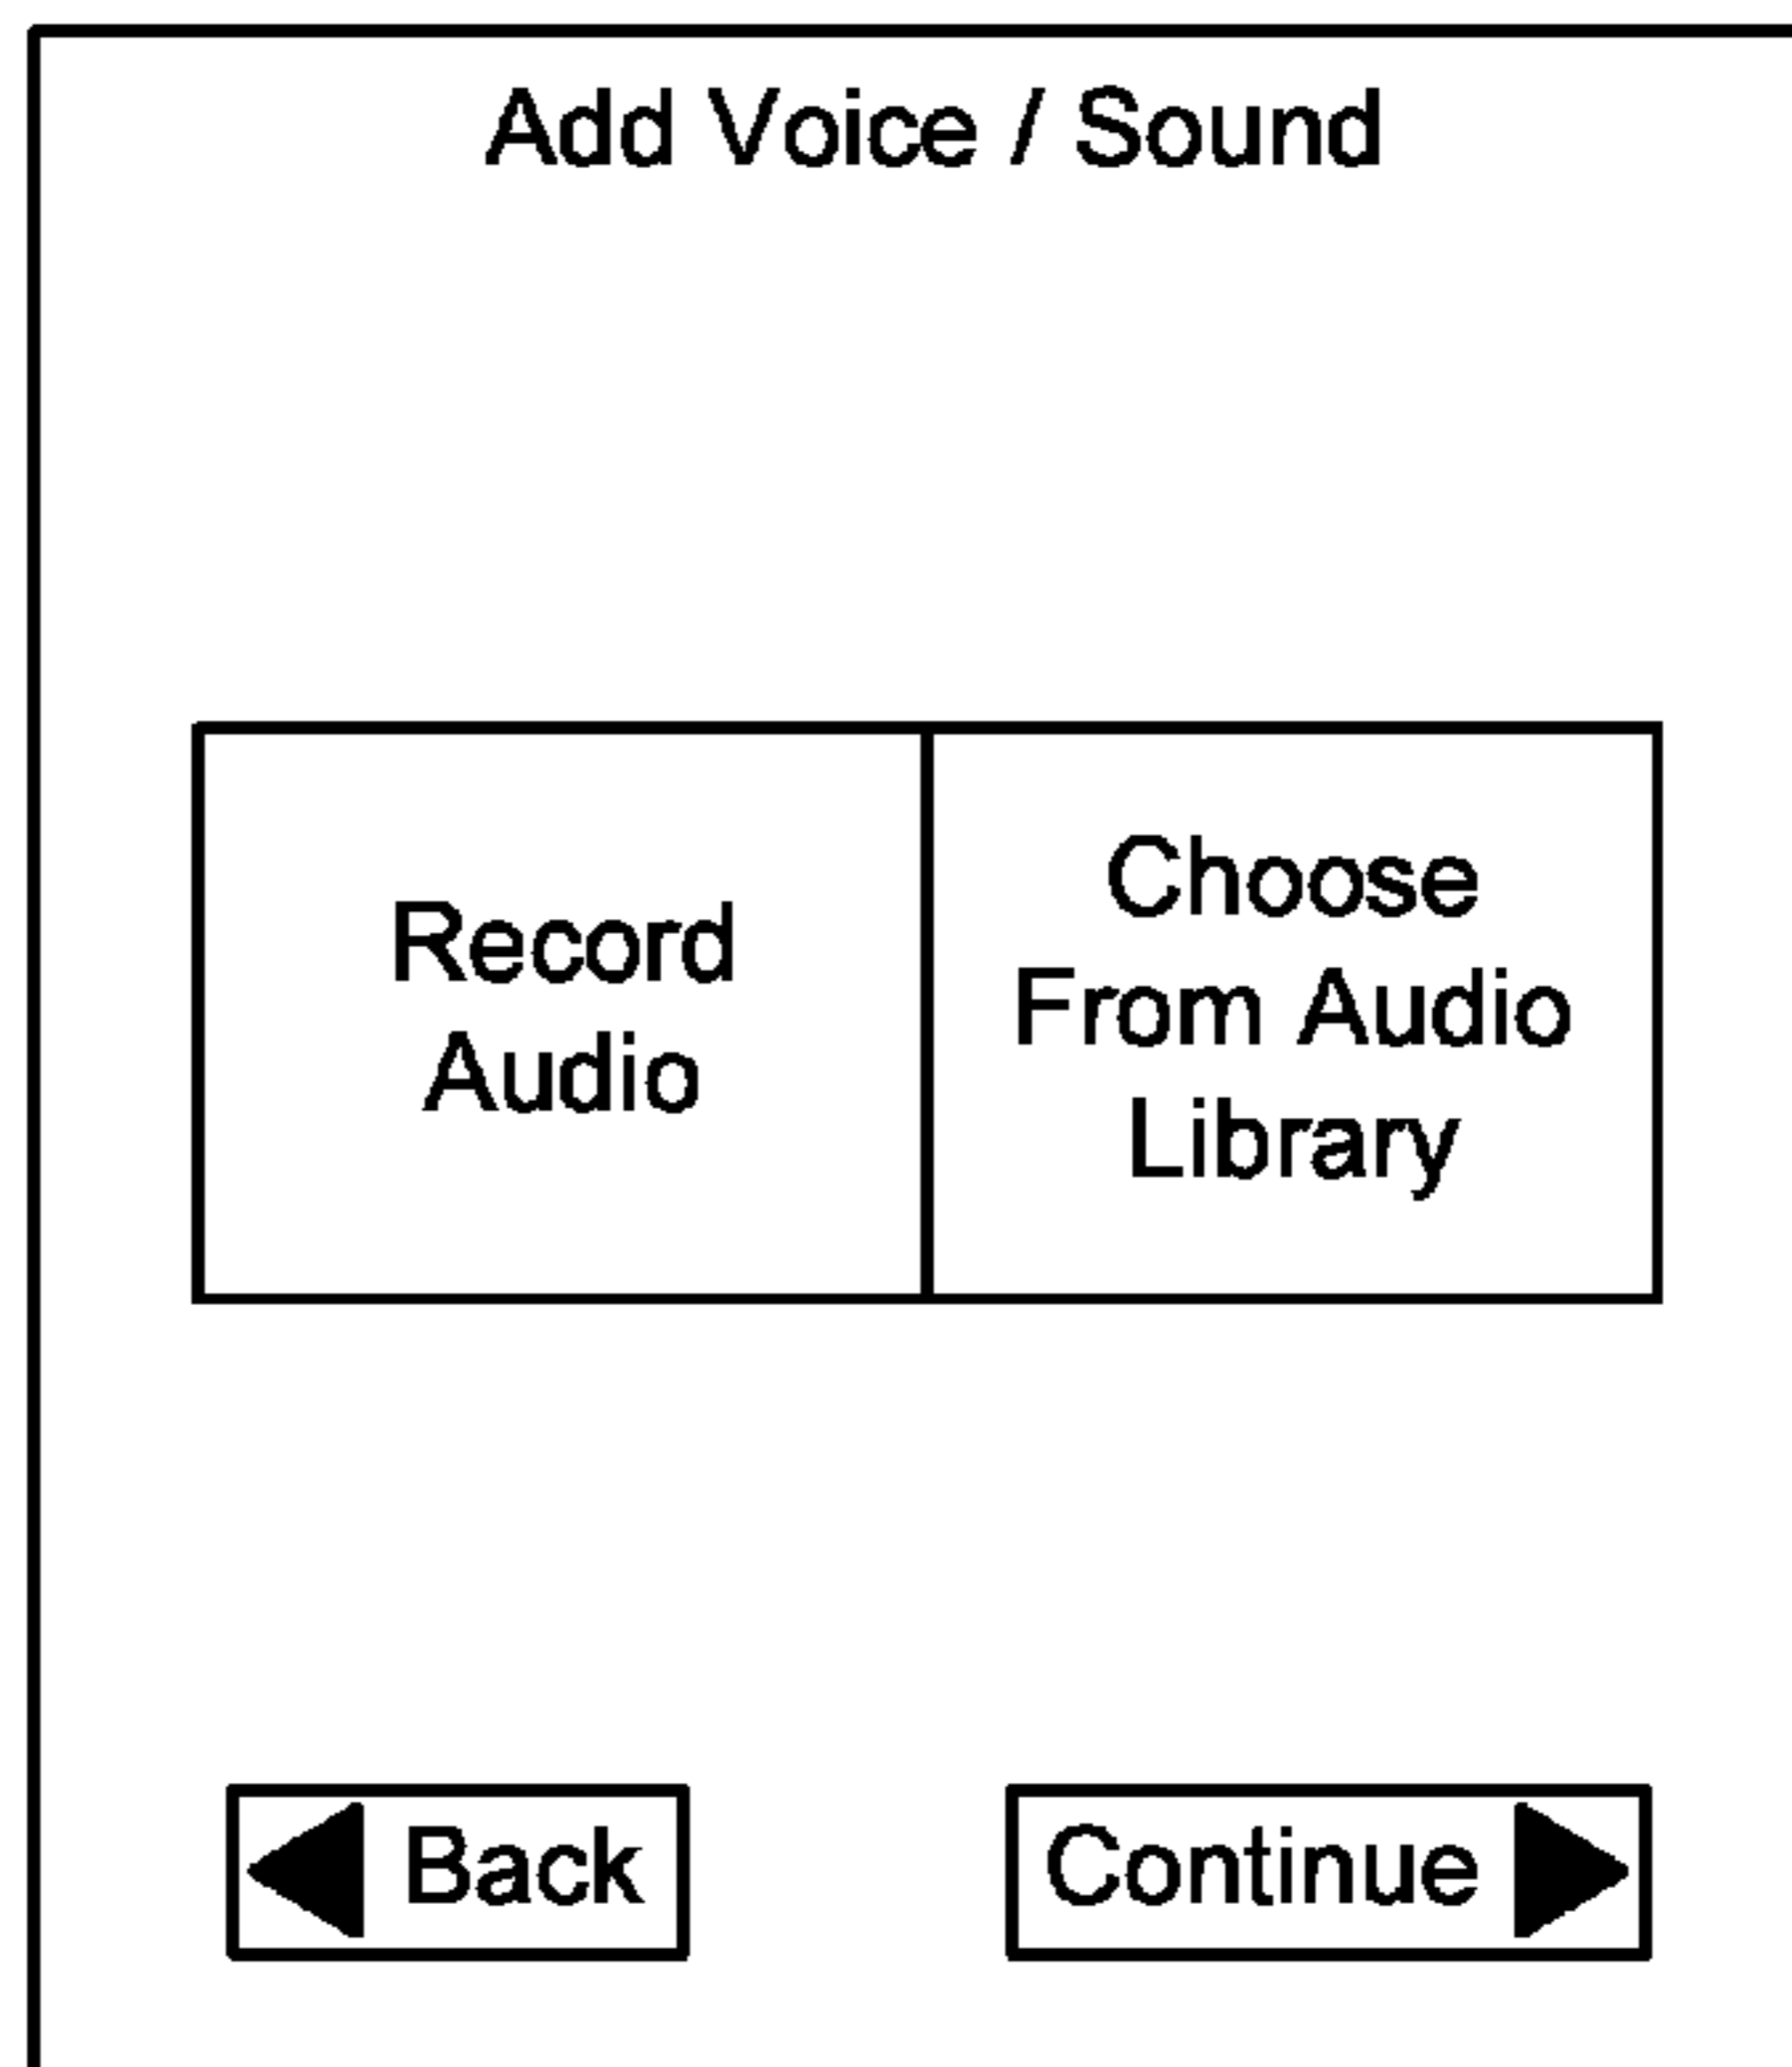 Add Voice / Sound
Record
Audio
Choose
From Audio
Library
Back
Continue